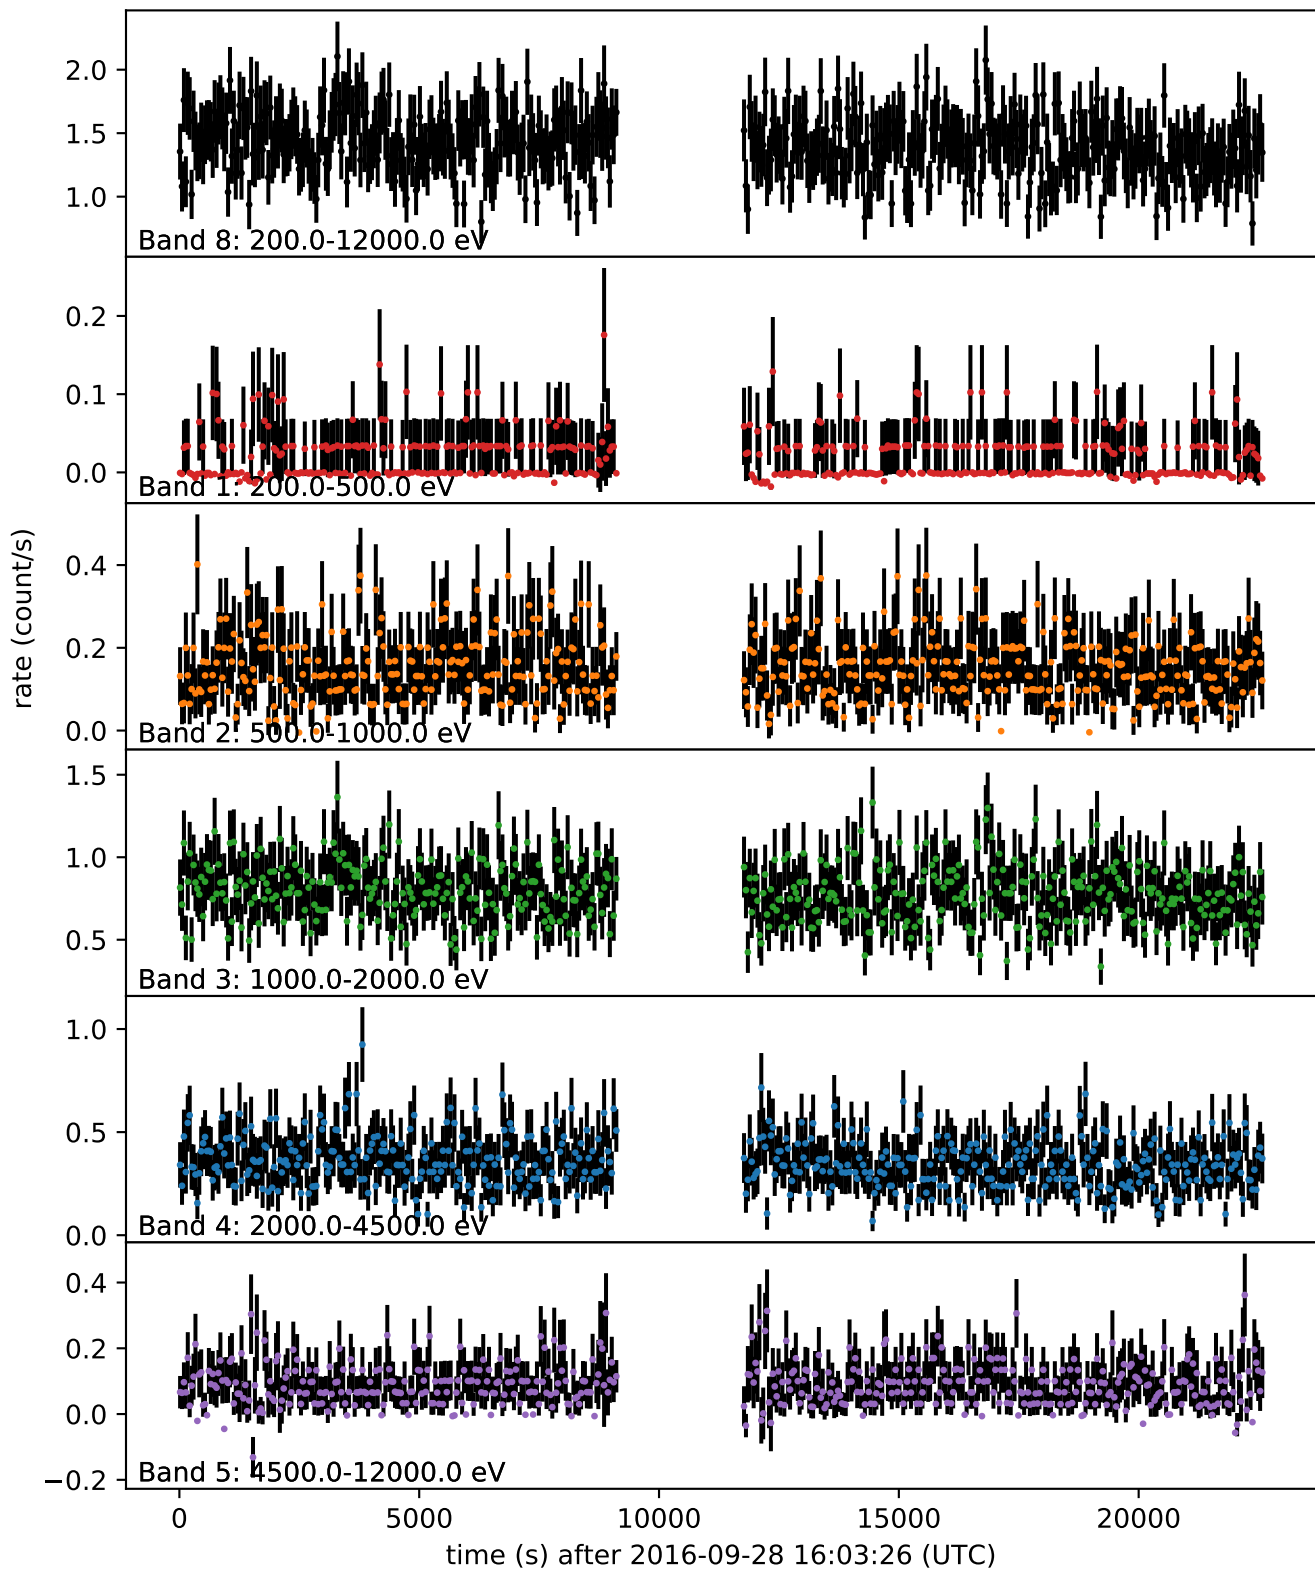 2.0
1.5
1.0
Band 8: 200.0-12000.0 eV
0.2
0.1
0.0
Band 1: 200.0-500.0 eV
0.4
0.2
0.0
Band 2: 500.0-1000.0 eV
rate (count/s)
1.5
1.0
0.5
Band 3: 1000.0-2000.0 eV
1.0
0.5
0.0
Band 4: 2000.0-4500.0 eV
0.4
0.2
0.0
−0.2
Band 5: 4500.0-12000.0 eV
0 5000 10000 15000 20000
time (s) after 2016-09-28 16:03:26 (UTC)